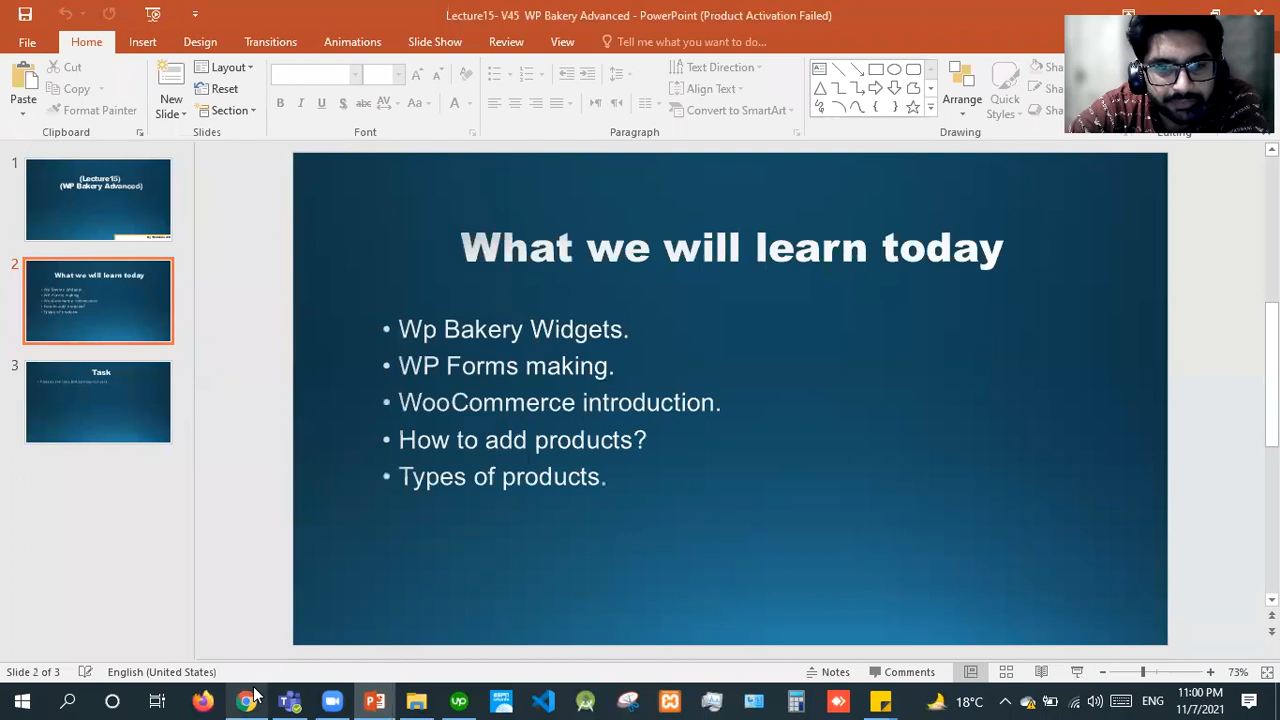 Lecture15- V45 WP Bakery Advanced - PowerPoint (Product Activation Failed)
File Home Insert Design Transitions Animations Slide Show Review View Tell me what you want to do...
Paste
Cut
Copy
Format Painter
Clipboard
New
Slide
Layout
Reset
Section
Slides
Font
Text Direction
Align Text
Convert to SmartArt
Paragraph
Arrange
Quick
Styles
Drawing
Sha
Sha
Sha
Editing
1
(Lecture15)
(WP Bakery Advanced)
2
What we will learn today
3
Task
What we will learn today
• Wp Bakery Widgets.
• WP Forms making.
• WooCommerce introduction.
• How to add products?
• Types of products.
Slide 2 of 3
English (United States)
Notes
Comments
73%
18°C
ENG
11:00 PM
11/7/2021